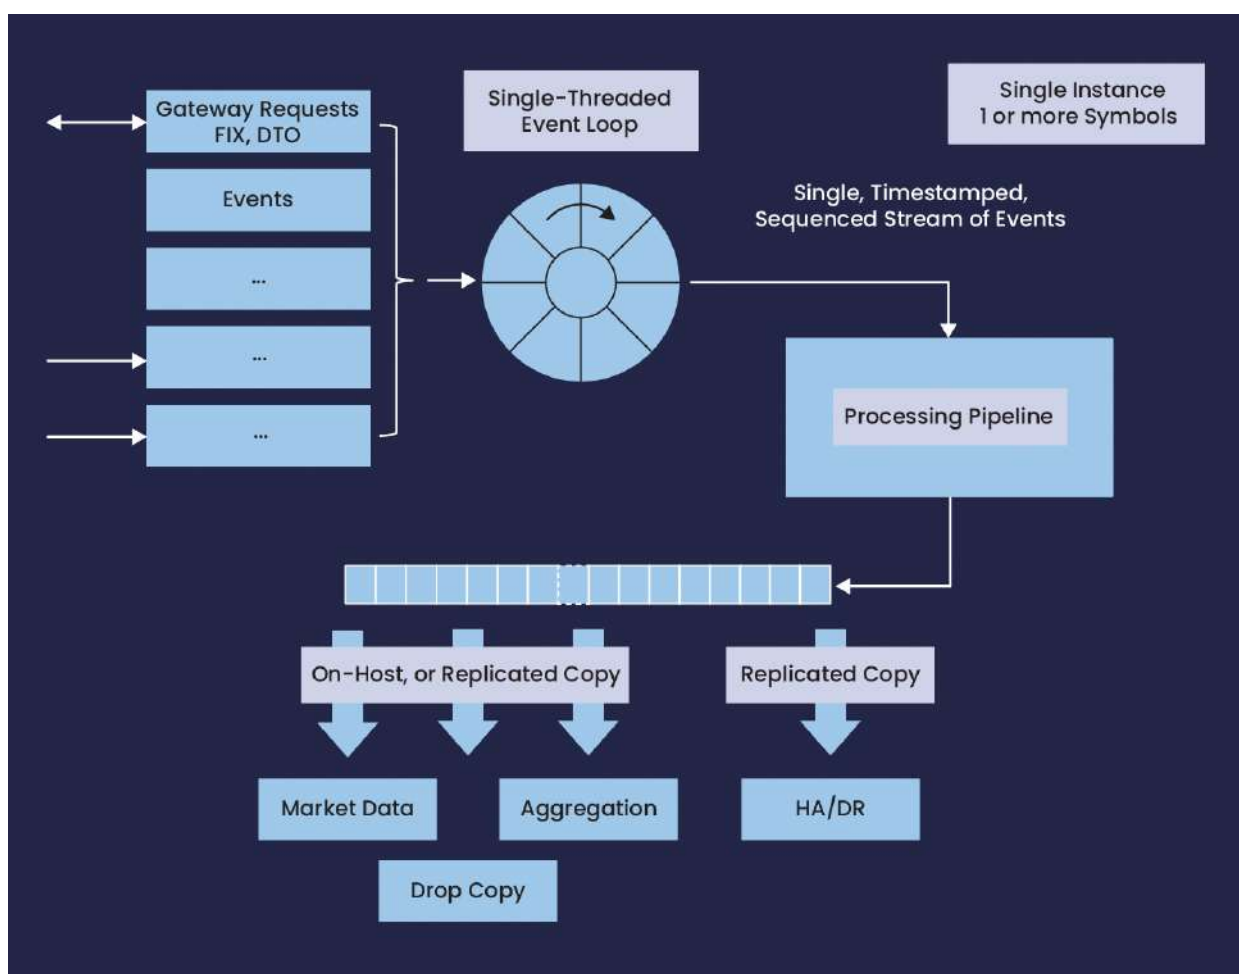 Gateway Requests
FIX, DTO
Events
...
...
...
Single-Threaded
Event Loop
Single Instance
1 or more Symbols
Single, Timestamped,
Sequenced Stream of Events
Processing Pipeline
On-Host, or Replicated Copy
Replicated Copy
Market Data
Aggregation
HA/DR
Drop Copy